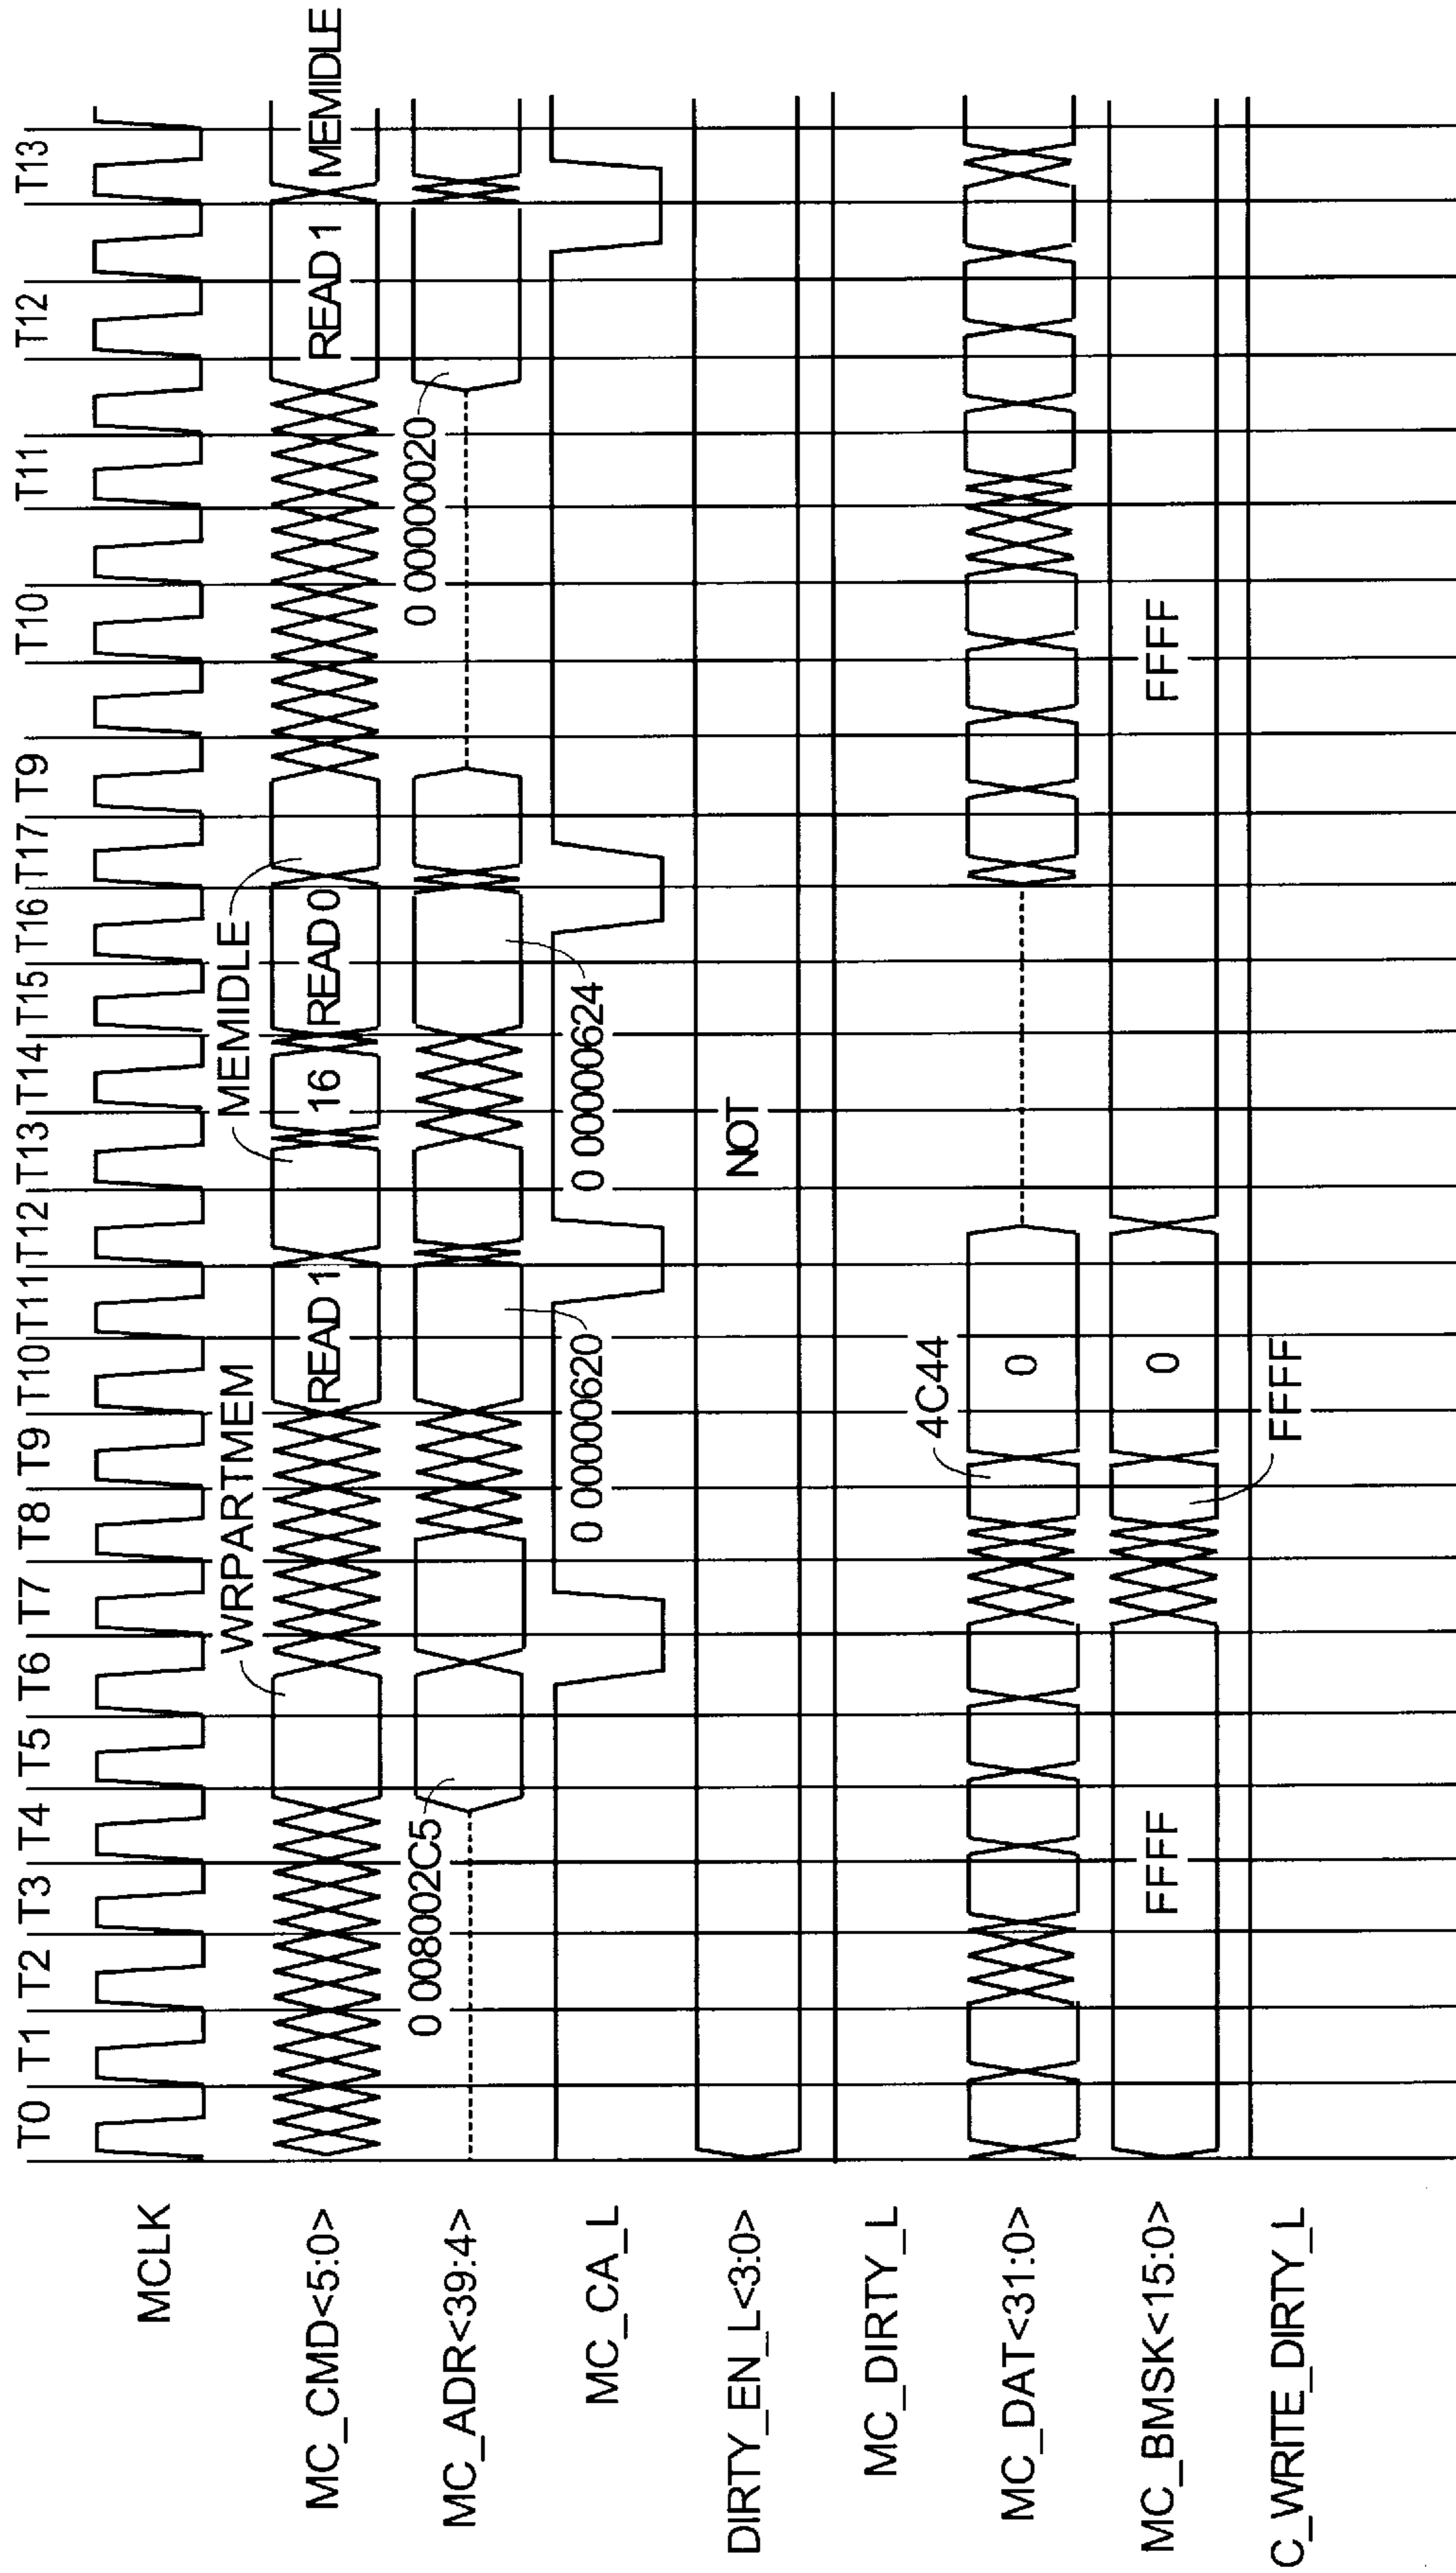 T0 T1 T2 T3 T4 T5 T6 T7 T8 T9 T10 T11 T12 T13 T14 T15 T16 T17 T9 T10 T11 T12 T13
MCLK
WRPARTMEM MEMIDLE
MC_CMD<5:0> READ 1 16 READ 0 READ 1 MEMIDLE
0 008002C5 0 00000020
MC_ADR<39:4>
0 00000620 0 00000624
MC_CA_L
DIRTY_EN_L<3:0> NOT
MC_DIRTY_L
4C44
MC_DAT<31:0> 0
MC_BMSK<15:0> FFFF 0 FFFF
FFFF
C_WRITE_DIRTY_L